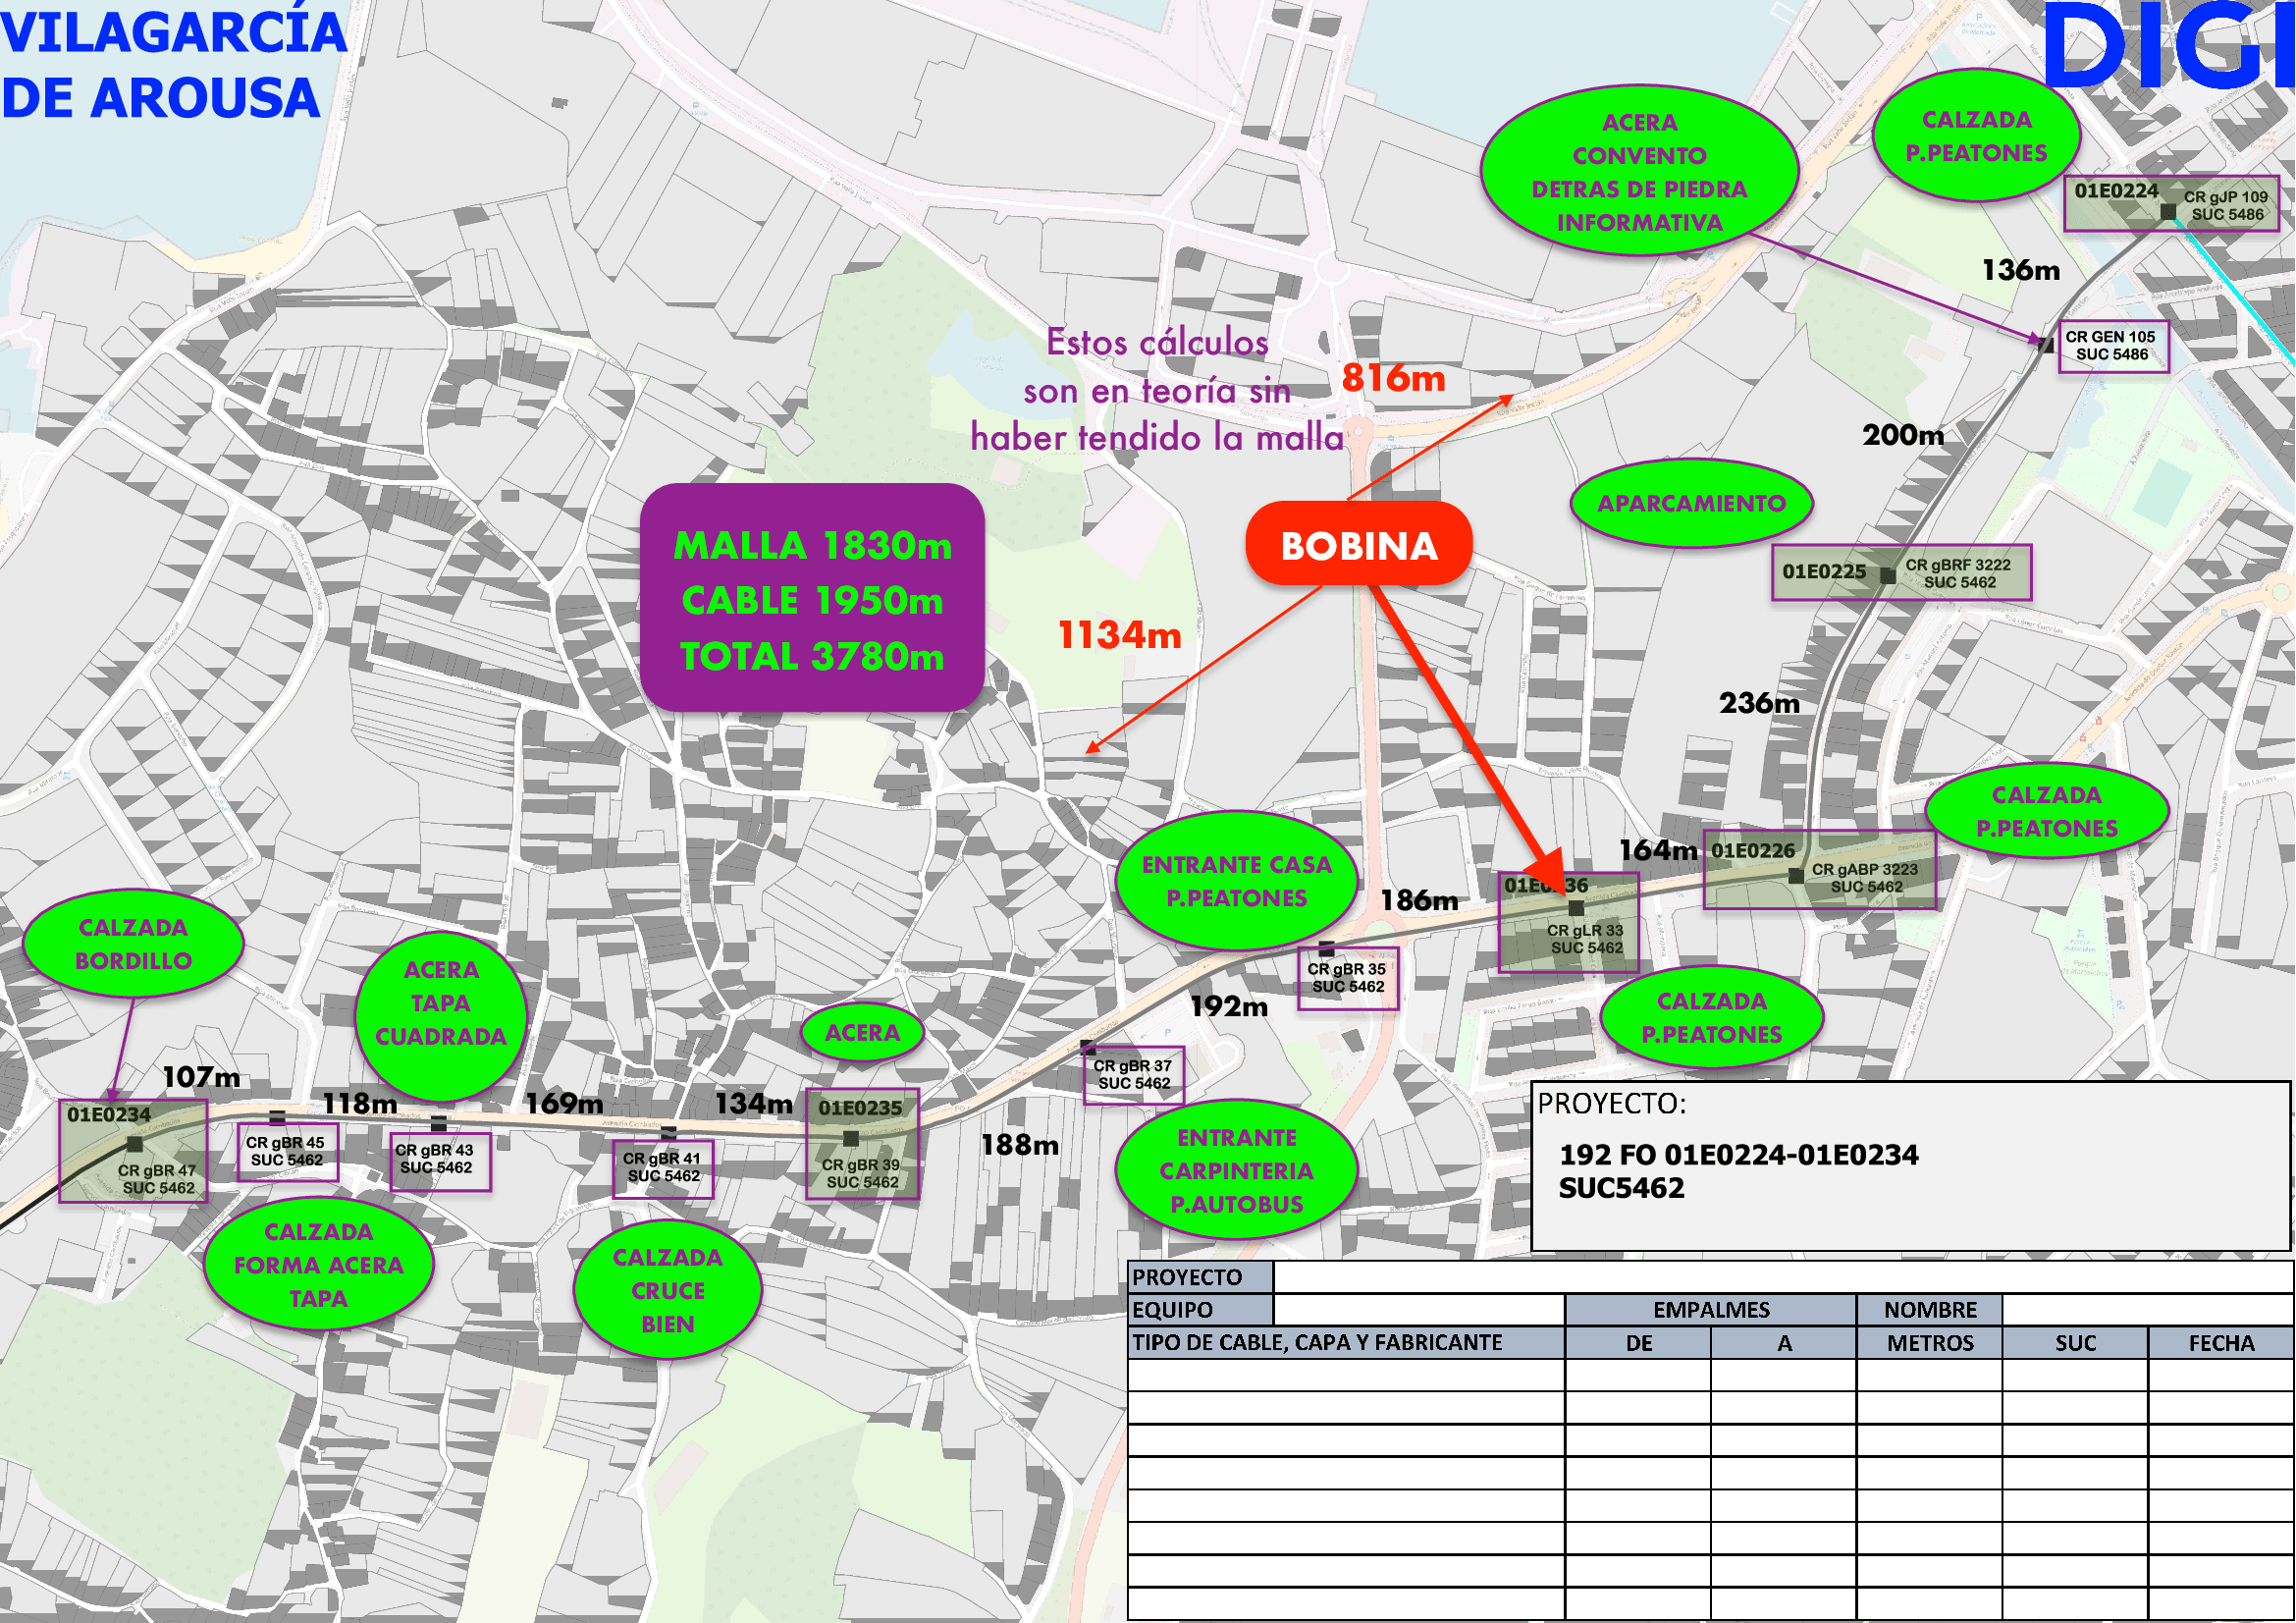 VILAGARCÍA
DE AROUSA
DIGI
ACERA
CONVENTO
DETRAS DE PIEDRA
INFORMATIVA
CALZADA
P.PEATONES
01E0224
CR gJP 109
SUC 5486
136m
CR GEN 105
SUC 5486
Estos cálculos
son en teoría sin
haber tendido la malla
816m
200m
MALLA 1830m
CABLE 1950m
TOTAL 3780m
BOBINA
APARCAMIENTO
01E0225
CR gBRF 3222
SUC 5462
1134m
236m
CALZADA
P.PEATONES
ENTRANTE CASA
P.PEATONES
164m
01E0226
CR gABP 3223
SUC 5462
186m
CR gLR 33
SUC 5462
CALZADA
BORDILLO
ACERA
TAPA
CUADRADA
ACERA
192m
CR gBR 35
SUC 5462
CALZADA
P.PEATONES
CR gBR 37
SUC 5462
107m
118m
169m
134m
188m
01E0234
CR gBR 47
SUC 5462
CR gBR 45
SUC 5462
CR gBR 43
SUC 5462
CR gBR 41
SUC 5462
01E0235
CR gBR 39
SUC 5462
ENTRANTE
CARPINTERIA
P.AUTOBUS
CALZADA
FORMA ACERA
TAPA
CALZADA
CRUCE
BIEN
PROYECTO:
192 FO 01E0224-01E0234
SUC5462
PROYECTO
EQUIPO
EMPALMES
NOMBRE
TIPO DE CABLE, CAPA Y FABRICANTE
DE
A
METROS
SUC
FECHA